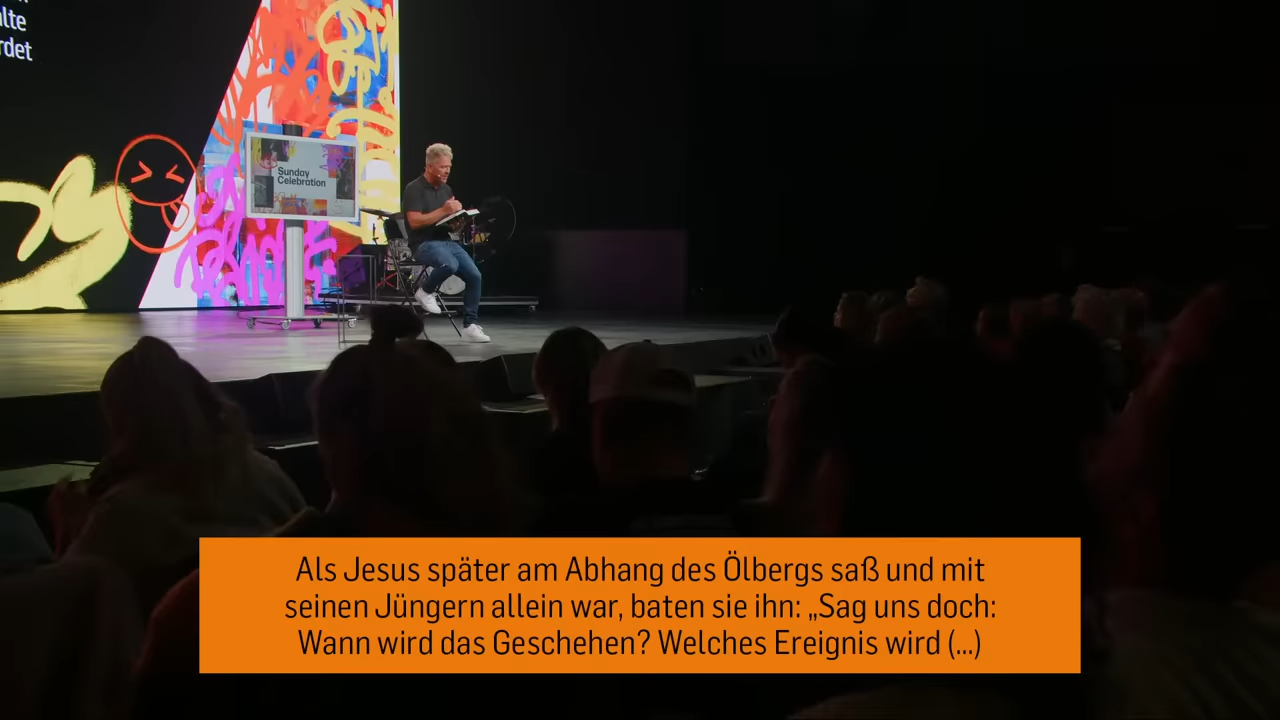 rdet
Sunday
Celebration
Als Jesus später am Abhang des Ölbergs saß und mit
seinen Jüngern allein war, baten sie ihn: „Sag uns doch:
Wann wird das Geschehen? Welches Ereignis wird (...)